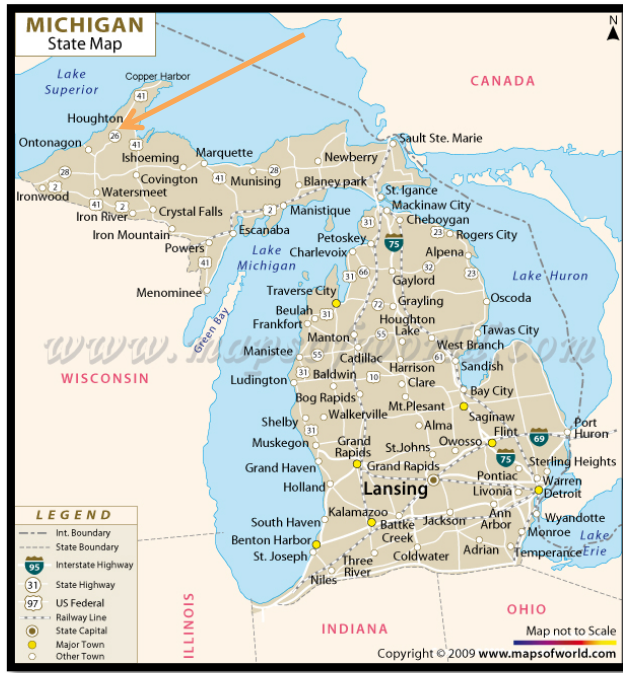 MICHIGAN
State Map
N
Lake
Superior
Copper Harbor
41
CANADA
Houghton
26
41
Ontonagon
Sault Ste. Marie
Ishoeming
Marquette
Newberry
28
Covington
41
28
Munising
Blaney park
Ironwood
2
Watersmeet
St. Igance
41
2
Crystal Falls
2
Manistique
Mackinaw City
Iron River
Cheboygan
Iron Mountain
Escanaba
31
23
Rogers City
Powers
Petoskey
75
Lake
Michigan
Charlevoix
Alpena
23
41
31
66
32
Lake Huron
Menominee
Gaylord
Traverse City
Green Bay
72
Grayling
Oscoda
Beulah
31
Houghton
Lake
Frankfort
55
Manton
Tawas City
www.mapsofworld.com
West Branch
Manistee
55
Cadillac
61
WISCONSIN
31
Baldwin
Harrison
Sandish
Ludington
10
Clare
Bay City
Bog Rapids
Mt.Plesant
Walkerville
Saginaw
Shelby
Alma
Flint
Port
Huron
31
Muskegon
Grand
Rapids
St.Johns
Owosso
69
75
Grand Haven
Grand Rapids
Sterling Heights
Pontiac
Holland
Lansing
Warren
Livonia
Detroit
LEGEND
Int. Boundary
State Boundary
95 Interstate Highway
31 State Highway
97 US Federal
Railway Line
State Capital
Major Town
Other Town
South Haven
Kalamazoo
Jackson
Ann
Arbor
Wyandotte
Benton Harbor
Battke
Creek
Monroe
Lake
Erie
St. Joseph
Coldwater
Adrian
Temperance
Three
River
Niles
ILLINOIS
INDIANA
OHIO
Map not to Scale
Copyright © 2009 www.mapsofworld.com